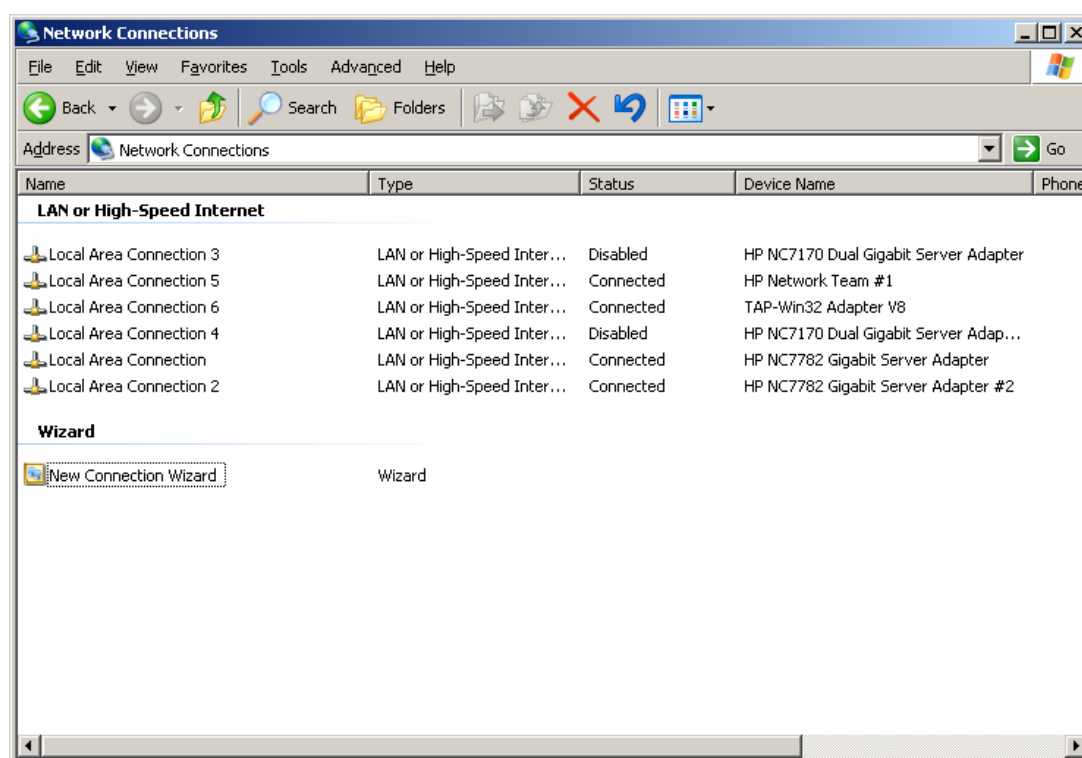 Network Connections
File Edit View Favorites Tools Advanced Help
Back Search Folders
Address Network Connections Go
Name Type Status Device Name Phone
LAN or High-Speed Internet
Local Area Connection 3 LAN or High-Speed Inter... Disabled HP NC7170 Dual Gigabit Server Adapter
Local Area Connection 5 LAN or High-Speed Inter... Connected HP Network Team #1
Local Area Connection 6 LAN or High-Speed Inter... Connected TAP-Win32 Adapter V8
Local Area Connection 4 LAN or High-Speed Inter... Disabled HP NC7170 Dual Gigabit Server Adap...
Local Area Connection LAN or High-Speed Inter... Connected HP NC7782 Gigabit Server Adapter
Local Area Connection 2 LAN or High-Speed Inter... Connected HP NC7782 Gigabit Server Adapter #2
Wizard
New Connection Wizard Wizard